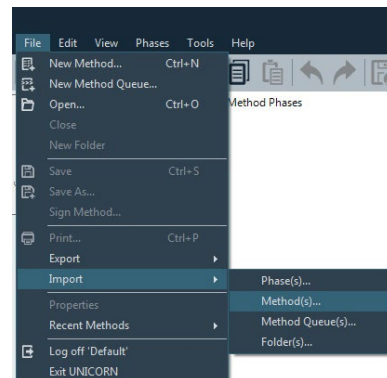 File Edit View Phases Tools Help
New Method... Ctrl+N
New Method Queue...
Open... Ctrl+O
Method Phases
Close
New Folder
Save Ctrl+S
Save As...
Sign Method...
Print... Ctrl+P
Export
Import
Phase(s)...
Method(s)...
Method Queue(s)...
Folder(s)...
Properties
Recent Methods
Log off 'Default'
Exit UNICORN